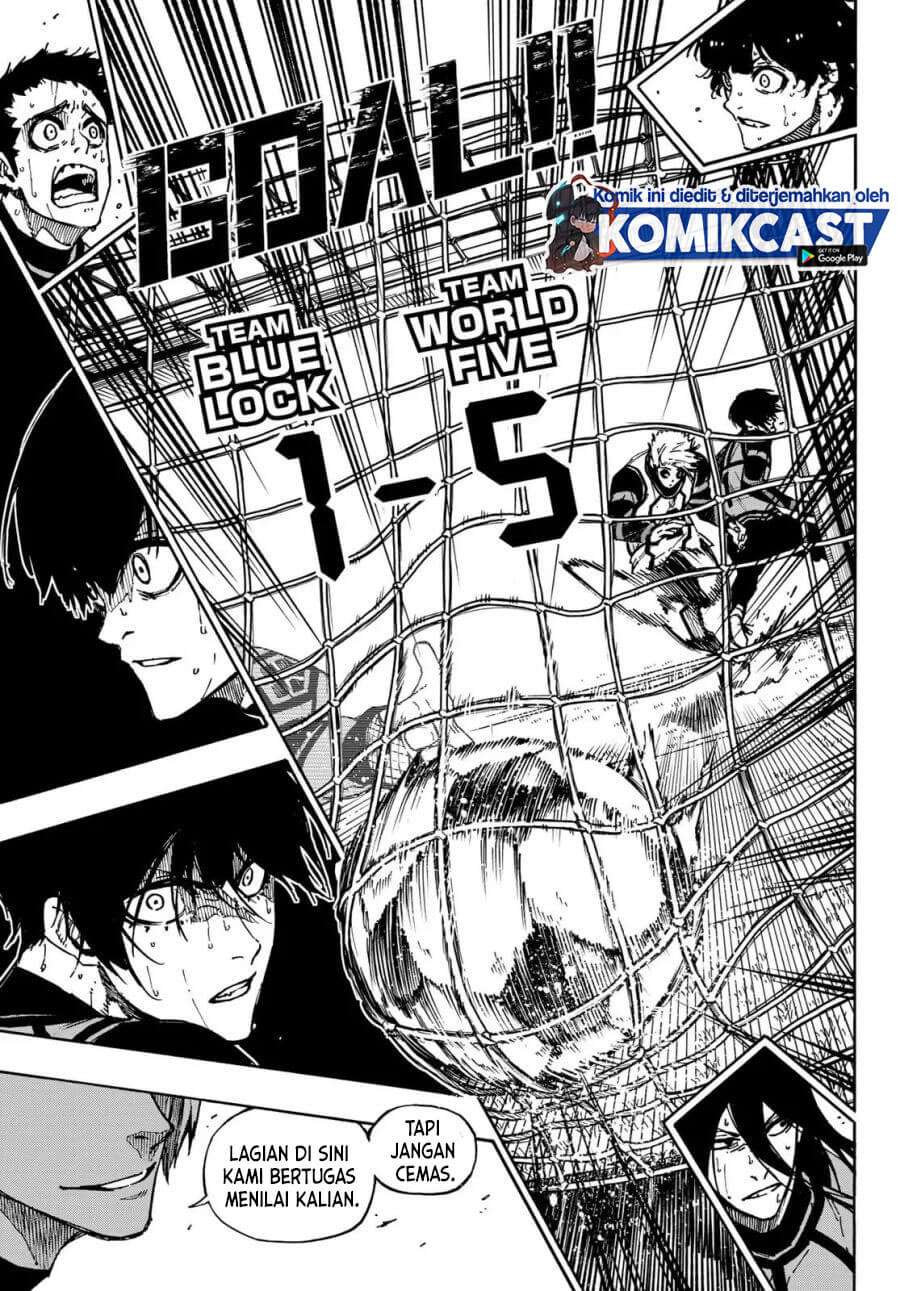 GOAL!!
Komik ini diedit & diterjemahkan oleh
KOMIKCAST
GET IT ON
Google Play
TEAM
WORLD
FIVE
TEAM
BLUE
LOCK
1 - 5
TAPI
JANGAN
CEMAS.
LAGIAN DI SINI
KAMI BERTUGAS
MENILAI KALIAN.